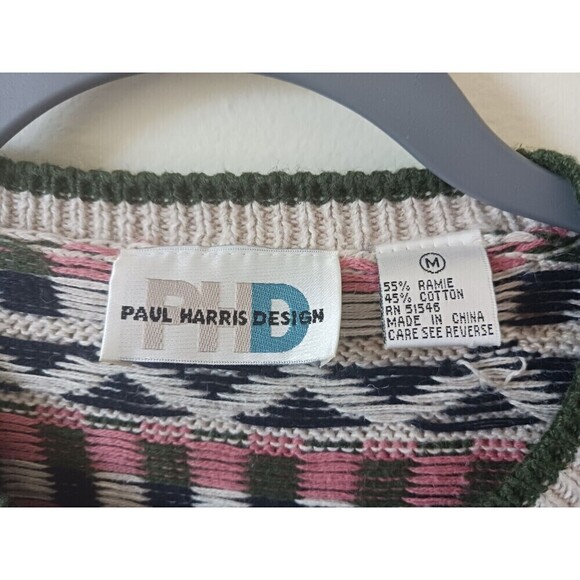 PHD
PAUL HARRIS DESIGN
M
55% RAMIE
45% COTTON
RN 51546
MADE IN CHINA
CARE SEE REVERSE